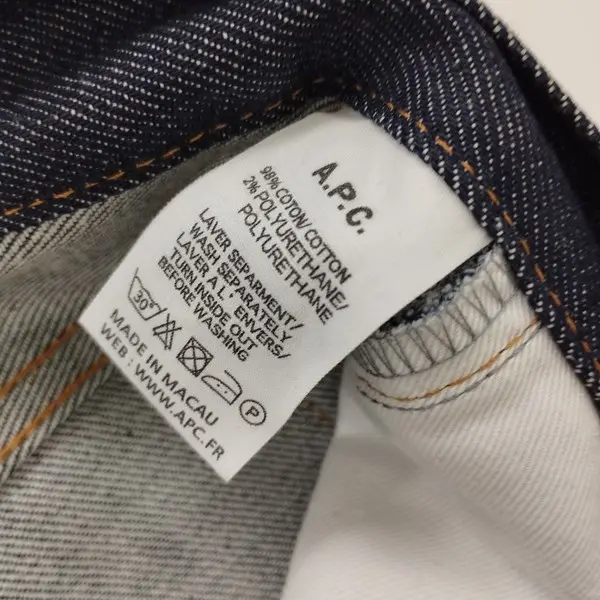 A.P.C.
98% COTON/COTTON
2% POLYURETHANE/
POLYURETHANE
LAVER SEPARMENT/
WASH SEPARATELY
LAVER A L' ENVERS/
TURN INSIDE OUT
BEFORE WASHING
30°
P
MADE IN MACAU
WEB : WWW.APC.FR